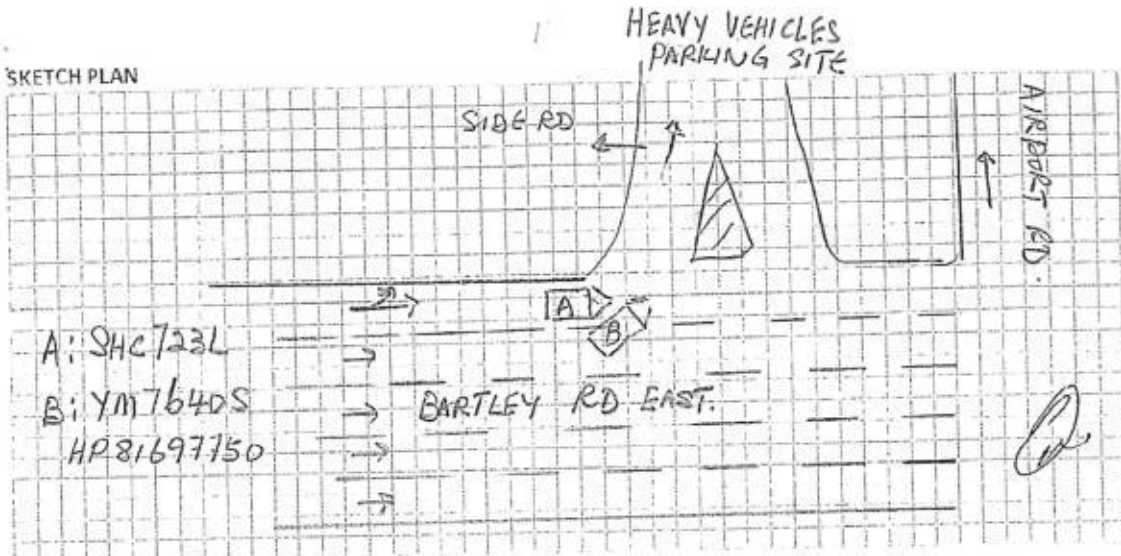 HEAVY VEHICLES
PARKING SITE
SKETCH PLAN
SIDE RD
AIRPORT RD.
A
B
A: SHC723L
B: YM7640S
HP81697750
BARTLEY RD EAST.